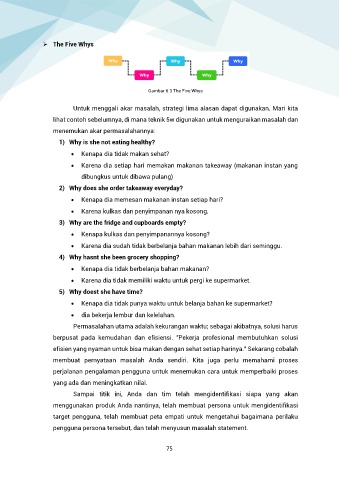 ➢ The Five Whys
Why Why Why
Why Why
Gambar 6 3 The Five Whys
Untuk menggali akar masalah, strategi lima alasan dapat digunakan. Mari kita
lihat contoh sebelumnya, di mana teknik 5w digunakan untuk menguraikan masalah dan
menemukan akar permasalahannya:
1) Why is she not eating healthy?
• Kenapa dia tidak makan sehat?
• Karena dia setiap hari memakan makanan takeaway (makanan instan yang
dibungkus untuk dibawa pulang)
2) Why does she order takeaway everyday?
• Kenapa dia memesan makanan instan setiap hari?
• Karena kulkas dan penyimpanan nya kosong.
3) Why are the fridge and cupboards empty?
• Kenapa kulkas dan penyimpanannya kosong?
• Karena dia sudah tidak berbelanja bahan makanan lebih dari seminggu.
4) Why hasnt she been grocery shopping?
• Kenapa dia tidak berbelanja bahan makanan?
• Karena dia tidak memiliki waktu untuk pergi ke supermarket.
5) Why doest she have time?
• Kenapa dia tidak punya waktu untuk belanja bahan ke supermarket?
• dia bekerja lembur dan kelelahan.
Permasalahan utama adalah kekurangan waktu; sebagai akibatnya, solusi harus
berpusat pada kemudahan dan efisiensi. "Pekerja profesional membutuhkan solusi
efisien yang nyaman untuk bisa makan dengan sehat setiap harinya." Sekarang cobalah
membuat penyataan masalah Anda sendiri. Kita juga perlu memahami proses
perjalanan pengalaman pengguna untuk menemukan cara untuk memperbaiki proses
yang ada dan meningkatkan nilai.
Sampai titik ini, Anda dan tim telah mengidentifikasi siapa yang akan
menggunakan produk Anda nantinya, telah membuat persona untuk mengidentifikasi
target pengguna, telah membuat peta empati untuk mengetahui bagaimana perilaku
pengguna persona tersebut, dan telah menyusun masalah statement.
75